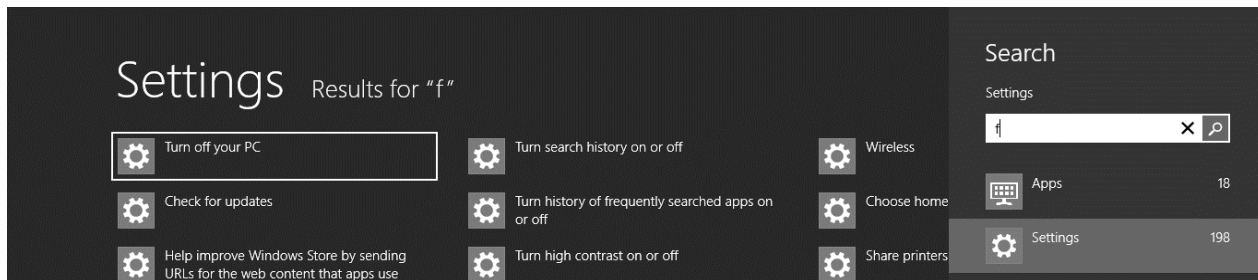 Settings Results for "f"
Turn off your PC
Check for updates
Help improve Windows Store by sending
URLs for the web content that apps use
Turn search history on or off
Turn history of frequently searched apps on
or off
Turn high contrast on or off
Wireless
Choose home
Share printers
Search
Settings
f
Apps 18
Settings 198